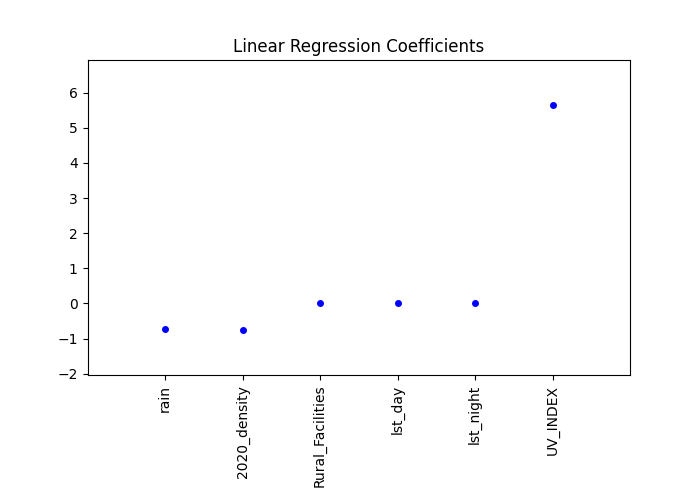 Linear Regression Coefficients
6
5
4
3
2
1
0
−1
−2
rain
2020_density
Rural_Facilities
lst_day
lst_night
UV_INDEX